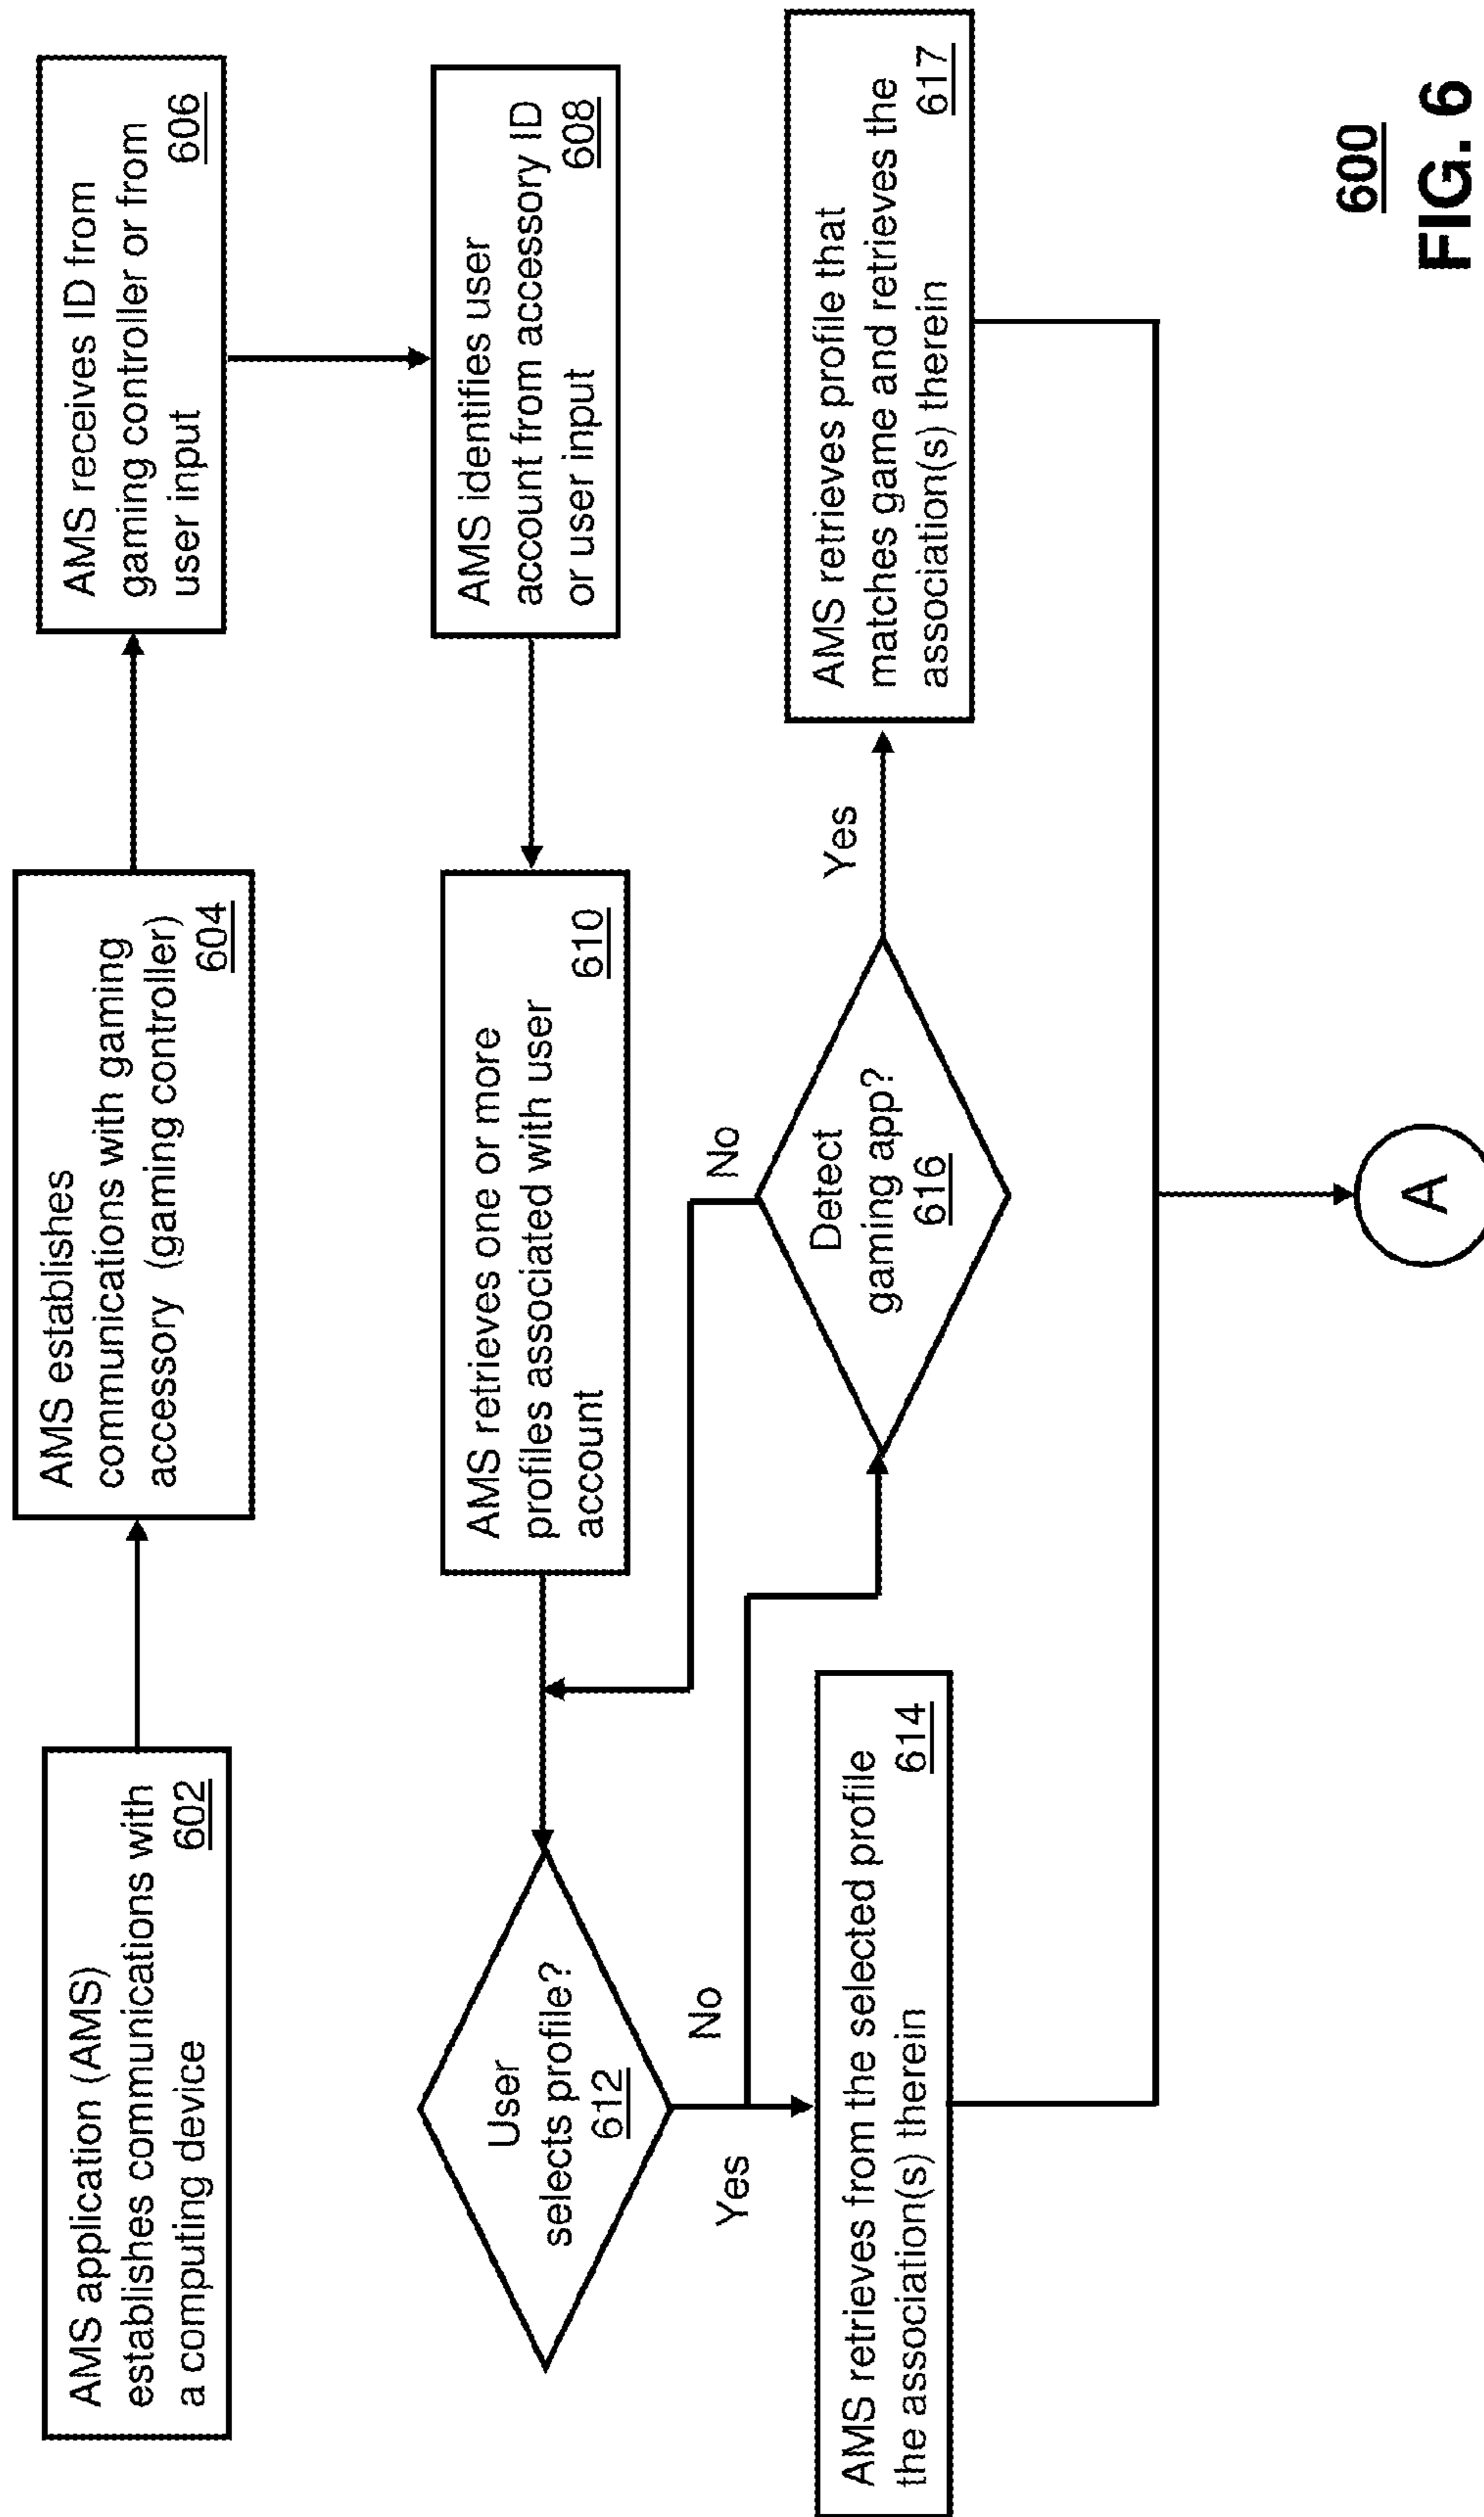 AMS application (AMS)
establishes communications with
a computing device
602
AMS establishes
communications with gaming
accessory (gaming controller)
604
AMS receives ID from
gaming controller or from
user input
606
AMS identifies user
account from accessory ID
or user input
608
AMS retrieves one or more
profiles associated with user
account
610
User
selects profile?
612
No
Yes
AMS retrieves from the selected profile
the association(s) therein
614
Detect
gaming app?
616
No
Yes
AMS retrieves profile that
matches game and retrieves the
association(s) therein
617
A
600
FIG. 6